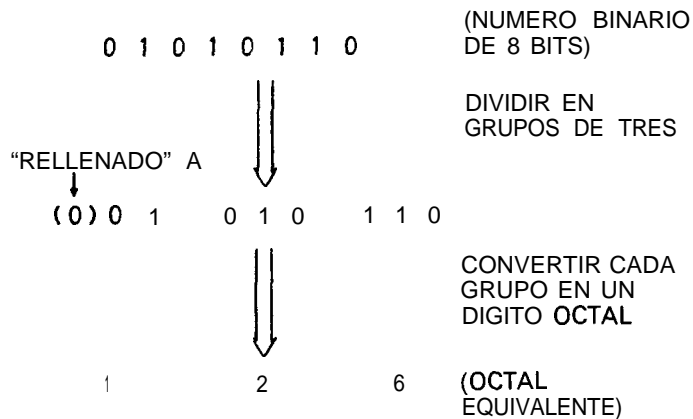 (NUMERO BINARIO
0 1 0 1 0 1 1 0 DE 8 BITS)
DIVIDIR EN
GRUPOS DE TRES
“RELLENADO” A
(0) 0 1 0 1 0 1 1 0
CONVERTIR CADA
GRUPO EN UN
DIGITO OCTAL
1 2 6 (OCTAL
EQUIVALENTE)